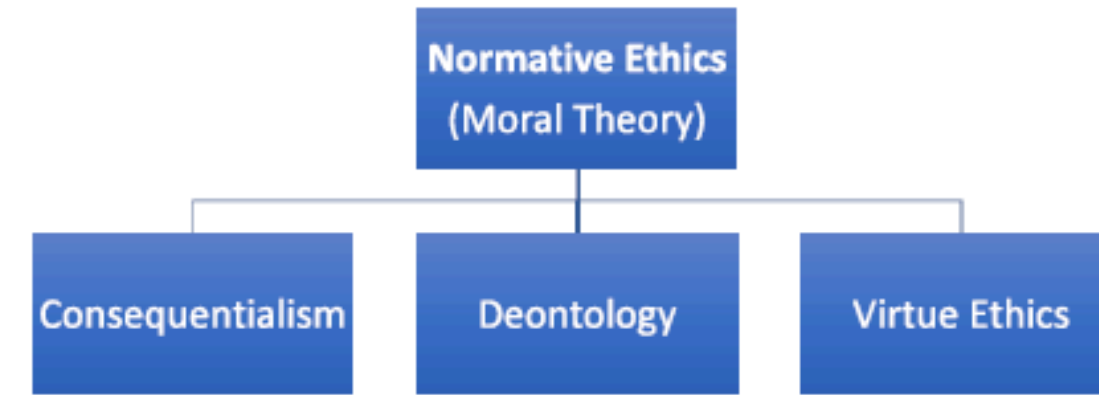 Normative Ethics
(Moral Theory)
Consequentialism
Deontology
Virtue Ethics